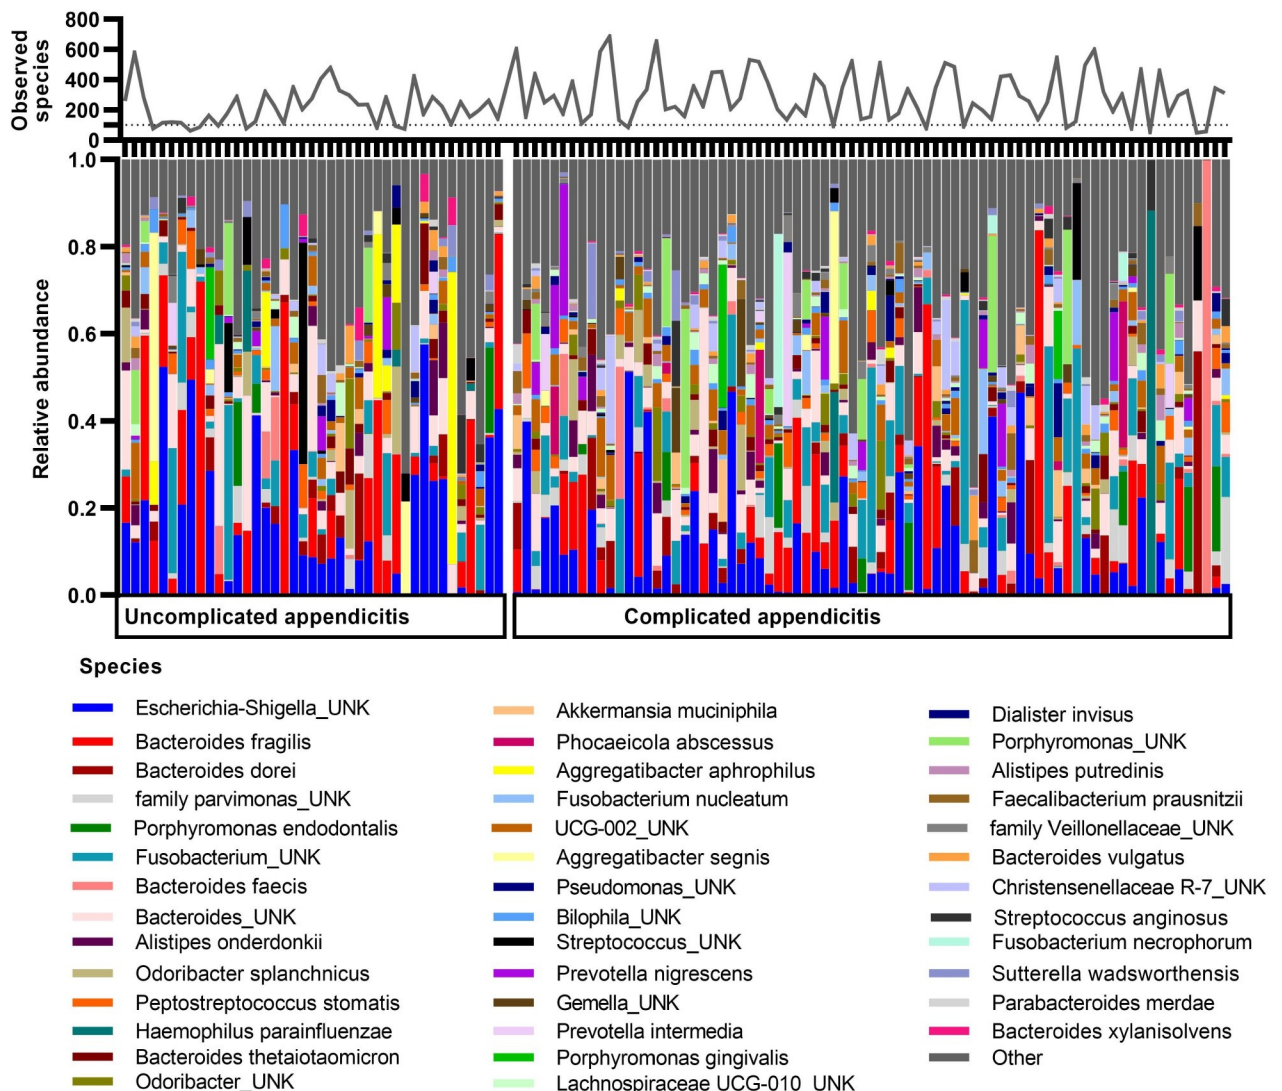 Observed
species
800
600
400
200
0
Relative abundance
1.0
0.8
0.6
0.4
0.2
0.0
Uncomplicated appendicitis
Complicated appendicitis
Species
Escherichia-Shigella_UNK
Bacteroides fragilis
Bacteroides dorei
family parvimonas_UNK
Porphyromonas endodontalis
Fusobacterium_UNK
Bacteroides faecis
Bacteroides_UNK
Alistipes onderdonkii
Odoribacter splanchnicus
Peptostreptococcus stomatis
Haemophilus parainfluenzae
Bacteroides thetaiotaomicron
Odoribacter_UNK
Akkermansia muciniphila
Phocaeicola abscessus
Aggregatibacter aphrophilus
Fusobacterium nucleatum
UCG-002_UNK
Aggregatibacter segnis
Pseudomonas_UNK
Bilophila_UNK
Streptococcus_UNK
Prevotella nigrescens
Gemella_UNK
Prevotella intermedia
Porphyromonas gingivalis
Lachnospiraceae UCG-010_UNK
Dialister invisus
Porphyromonas_UNK
Alistipes putredinis
Faecalibacterium prausnitzii
family Veillonellaceae_UNK
Bacteroides vulgatus
Christensenellaceae R-7_UNK
Streptococcus anginosus
Fusobacterium necrophorum
Sutterella wadsworthensis
Parabacteroides merdae
Bacteroides xylanisolvens
Other